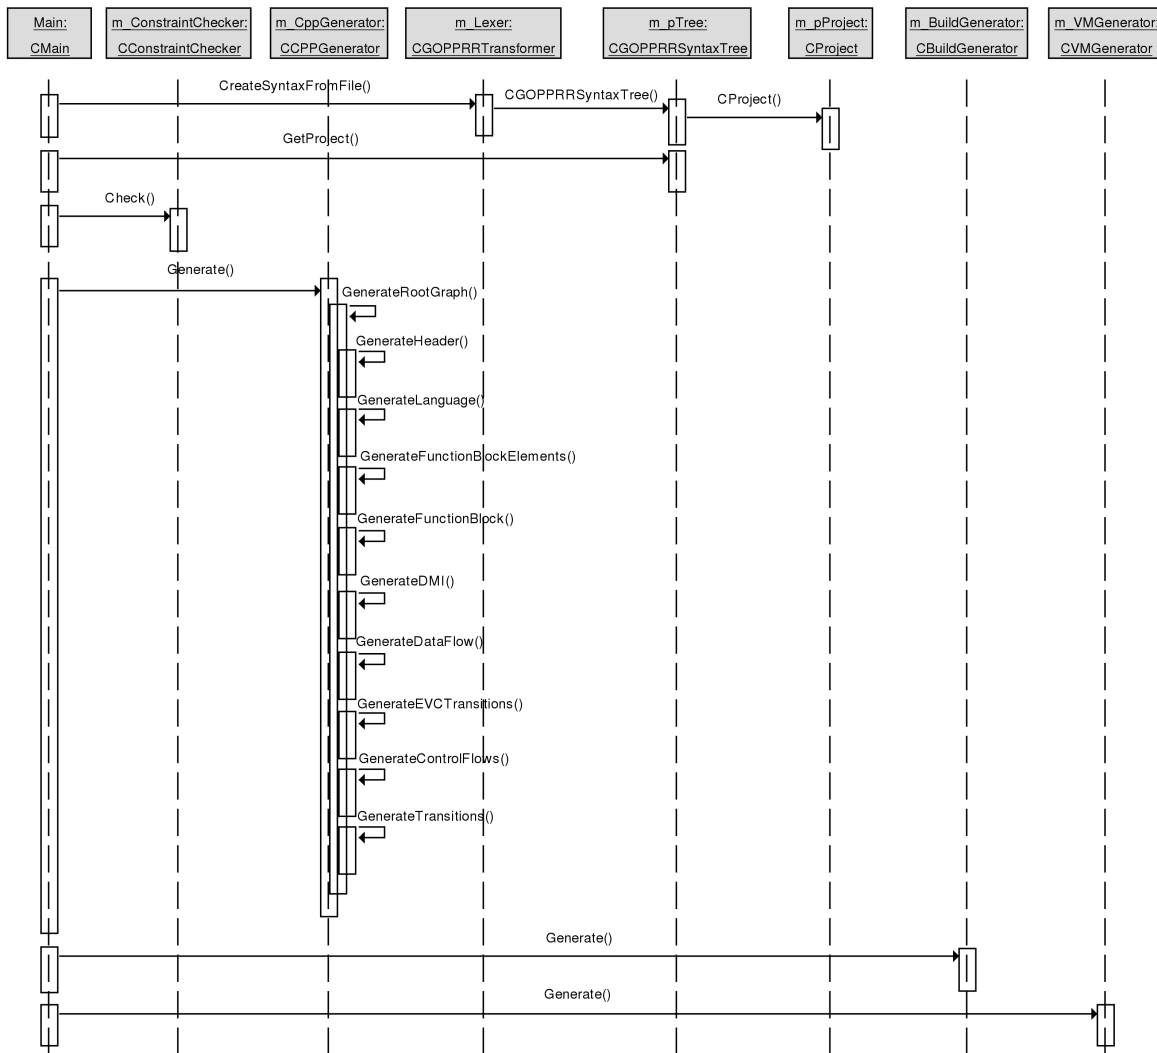 Main:
CMain
m_ConstraintChecker:
CConstraintChecker
m_CppGenerator:
CCPPGenerator
m_Lexer:
CGOPPRRTransformer
m_pTree:
CGOPPRRSyntaxTree
m_pProject:
CProject
m_BuildGenerator:
CBuildGenerator
m_VMGenerator:
CVMGenerator
CreateSyntaxFromFile()
CGOPPRRSyntaxTree()
CProject()
GetProject()
Check()
Generate()
GenerateRootGraph()
GenerateHeader()
GenerateLanguage()
GenerateFunctionBlockElements()
GenerateFunctionBlock()
GenerateDMI()
GenerateDataFlow()
GenerateEVCTransitions()
GenerateControlFlows()
GenerateTransitions()
Generate()
Generate()